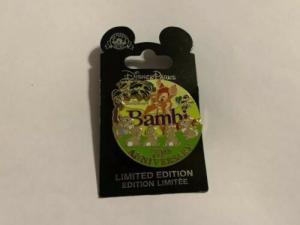 Disney Parks
Bambi
ANNIVERSARY
LIMITED EDITION
EDITION LIMITÉE